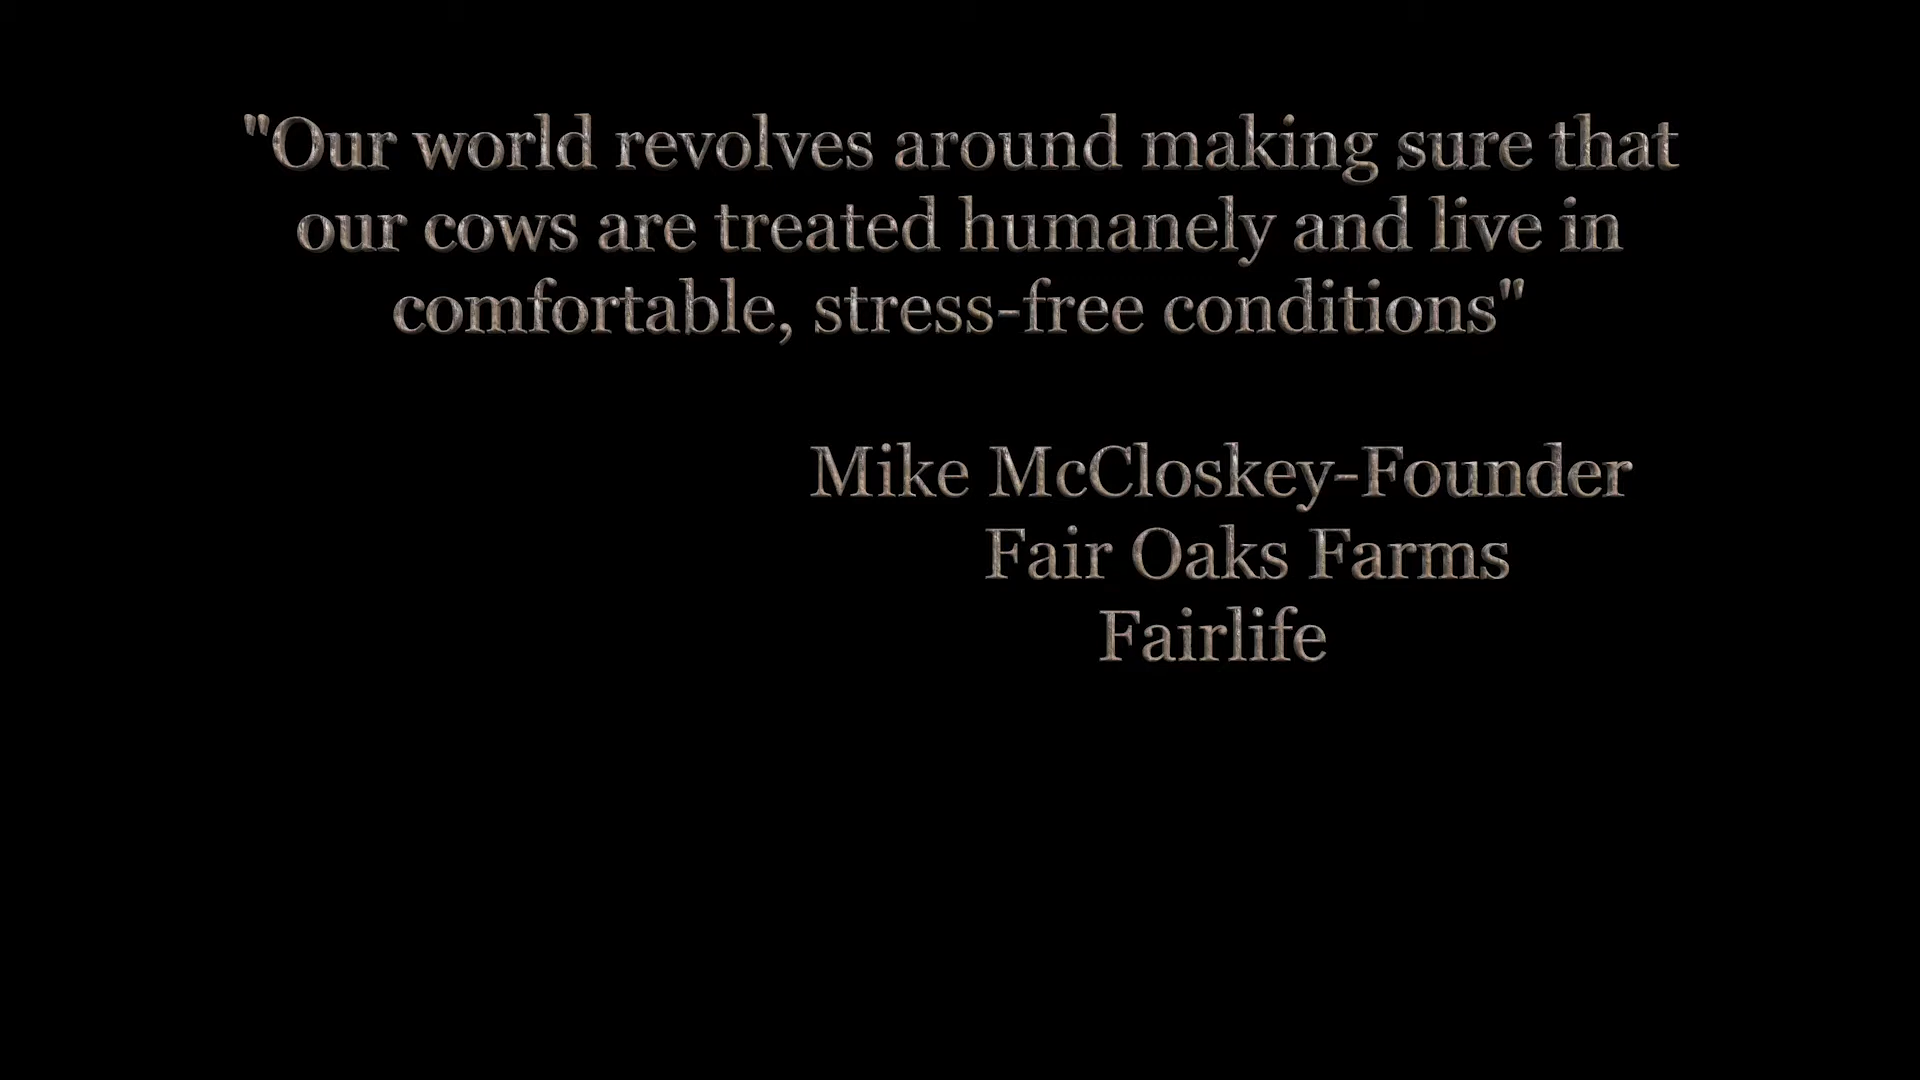 "Our world revolves around making sure that
our cows are treated humanely and live in
comfortable, stress-free conditions"
Mike McCloskey-Founder
Fair Oaks Farms
Fairlife